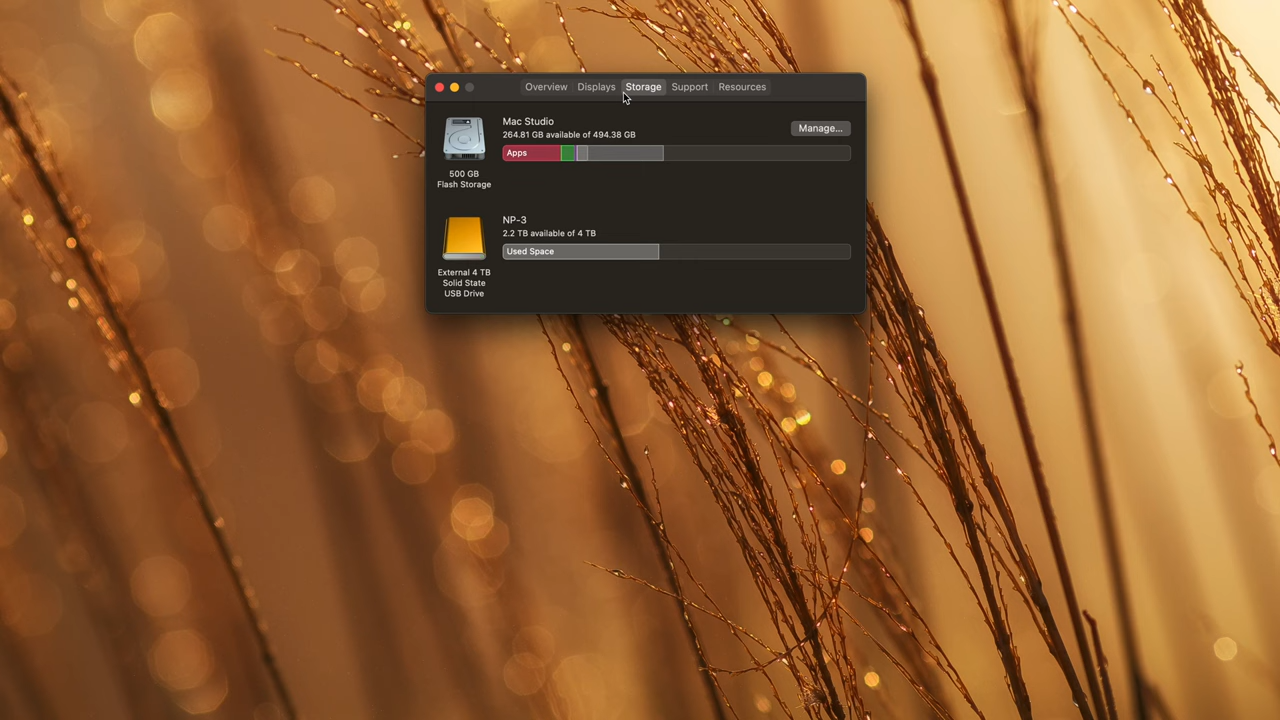 Overview Displays Storage Support Resources
Mac Studio
264.81 GB available of 494.38 GB
Manage...
Apps
500 GB
Flash Storage
NP-3
2.2 TB available of 4 TB
Used Space
External 4 TB
Solid State
USB Drive